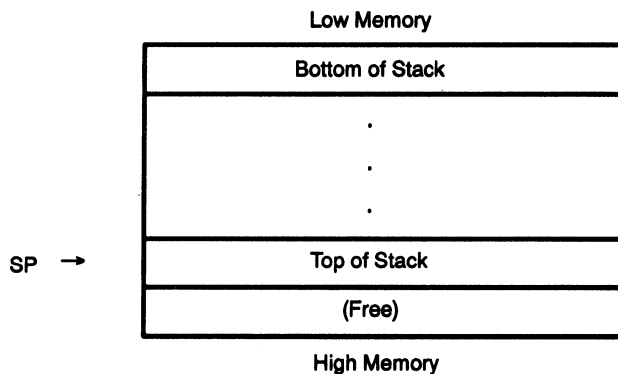 Low Memory
Bottom of Stack
.
.
.
SP →
Top of Stack
(Free)
High Memory